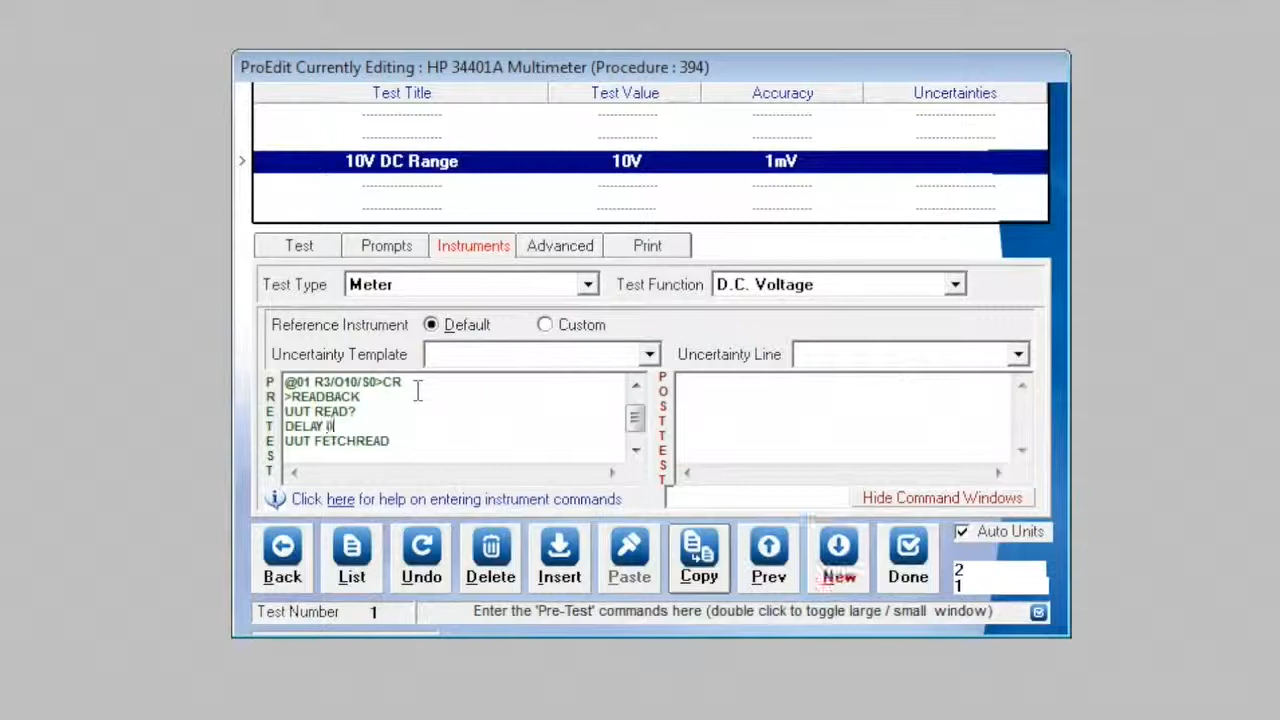 ProEdit Currently Editing : HP 34401A Multimeter (Procedure : 394)
Test Title Test Value Accuracy Uncertainties
10V DC Range 10V 1mV
Test Prompts Instruments Advanced Print
Test Type Meter Test Function D.C. Voltage
Reference Instrument Default Custom
Uncertainty Template Uncertainty Line
PRETEST
@01 R3/O10/S0>CR
>READBACK
UUT READ?
DELAY
UUT FETCHREAD
POSTTEST
Click here for help on entering instrument commands
Hide Command Windows
Back List Undo Delete Insert Paste Copy Prev New Done
Auto Units
2
1
Test Number 1 Enter the 'Pre-Test' commands here (double click to toggle large / small window)